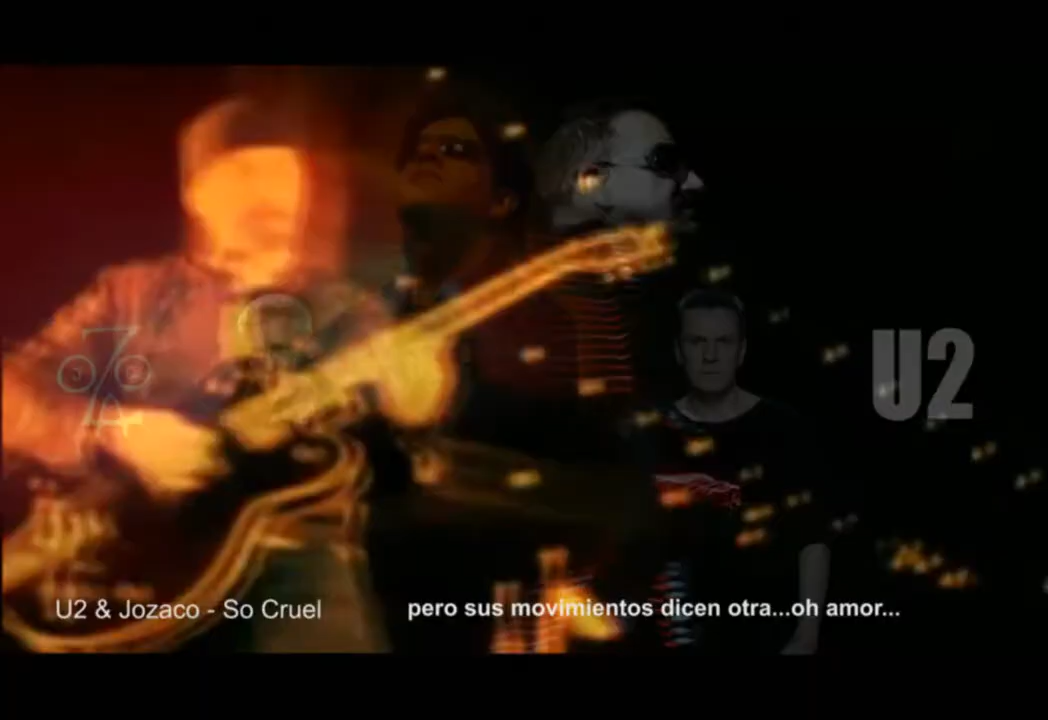 U2
U2 & Jozaco - So Cruel
pero sus movimientos dicen otra...oh amor...